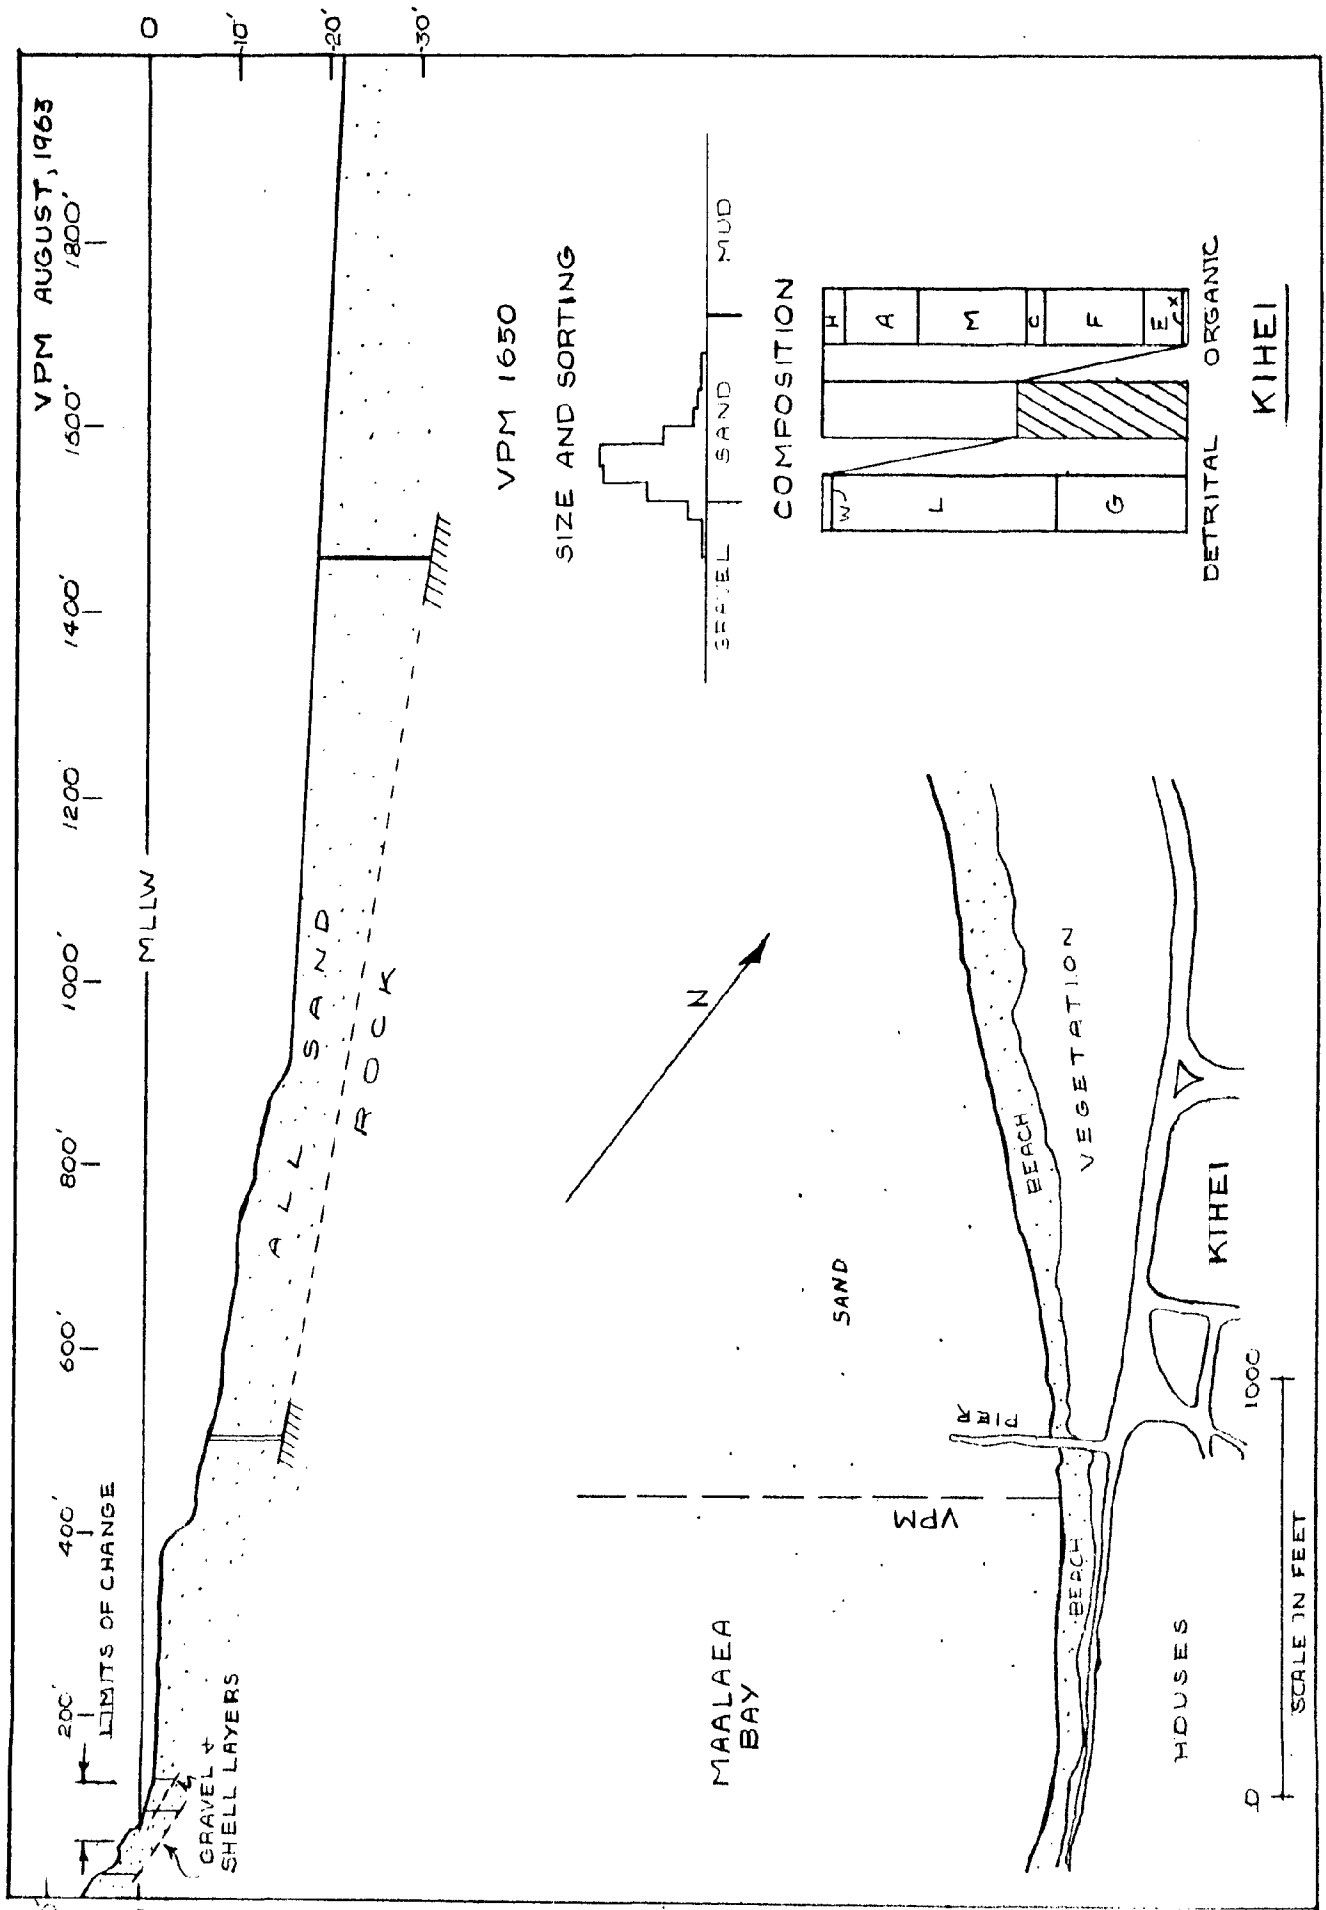 VPM AUGUST, 1963
200' 400' 600' 800' 1000' 1200' 1400' 1600' 1800'
LIMITS OF CHANGE
0
-10'
-20'
-30'
MLLW
GRAVEL +
SHELL LAYERS
ALL SAND
ROCK
VPM 1650
SIZE AND SORTING
GRAVEL SAND MUD
COMPOSITION
W L G
H A M C F E X
DETRITAL ORGANIC
KIHEI
N
MAALAEA
BAY
SAND
VPM
PIER
BEACH
BEACH
VEGETATION
HOUSES
KIHEI
0 1000
SCALE IN FEET